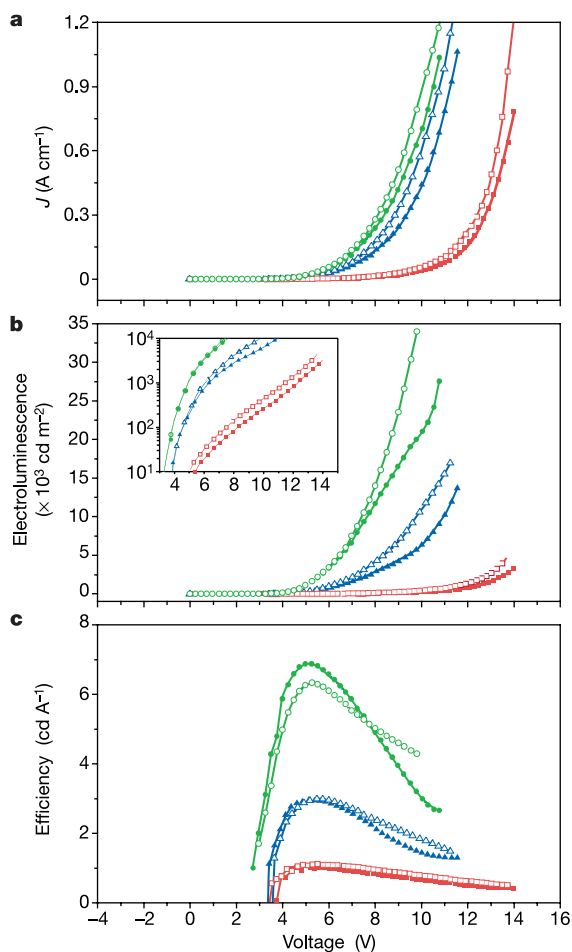 a
1.2
0.9
0.6
0.3
0
J (A cm⁻¹)
b
35
30
25
20
15
10
5
0
Electroluminescence
(× 10³ cd m⁻²)
10⁴
10³
10²
10¹
4 6 8 10 12 14
c
8
6
4
2
0
Efficiency (cd A⁻¹)
−4 −2 0 2 4 6 8 10 12 14 16
Voltage (V)